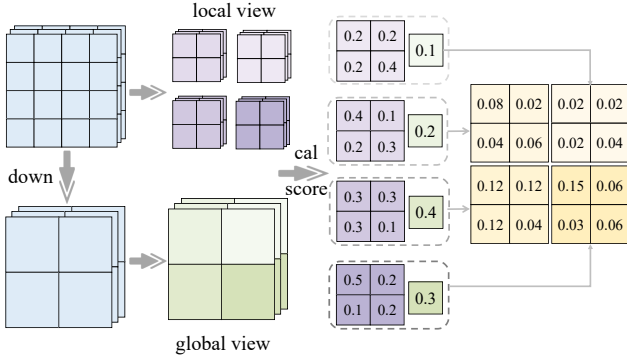 local view
down
global view
cal
score
0.2 0.2
0.2 0.4
0.1
0.4 0.1
0.2 0.3
0.2
0.3 0.3
0.3 0.1
0.4
0.5 0.2
0.1 0.2
0.3
0.08 0.02 0.02 0.02
0.04 0.06 0.02 0.04
0.12 0.12 0.15 0.06
0.12 0.04 0.03 0.06